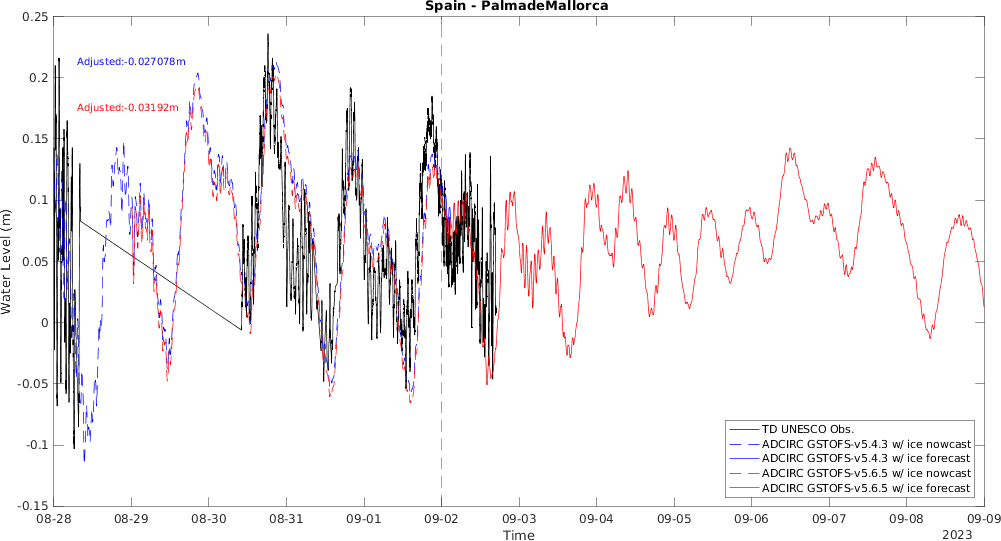 Spain - PalmadeMallorca
0.25
0.2
0.15
0.1
0.05
0
-0.05
-0.1
-0.15
Water Level (m)
Adjusted:-0.027078m
Adjusted:-0.03192m
TD UNESCO Obs.
ADCIRC GSTOFS-v5.4.3 w/ ice nowcast
ADCIRC GSTOFS-v5.4.3 w/ ice forecast
ADCIRC GSTOFS-v5.6.5 w/ ice nowcast
ADCIRC GSTOFS-v5.6.5 w/ ice forecast
08-28 08-29 08-30 08-31 09-01 09-02 09-03 09-04 09-05 09-06 09-07 09-08 09-09
Time
2023